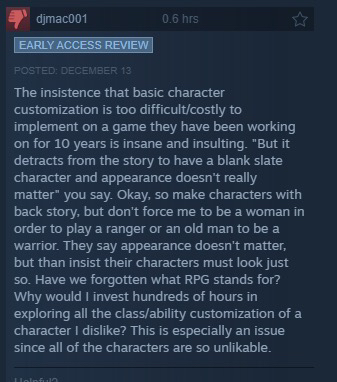 djmac001 0.6 hrs
EARLY ACCESS REVIEW
POSTED: DECEMBER 13
The insistence that basic character
customization is too difficult/costly to
implement on a game they have been working
on for 10 years is insane and insulting. "But it
detracts from the story to have a blank slate
character and appearance doesn't really
matter" you say. Okay, so make characters with
back story, but don't force me to be a woman in
order to play a ranger or an old man to be a
warrior. They say appearance doesn't matter,
but than insist their characters must look just
so. Have we forgotten what RPG stands for?
Why would I invest hundreds of hours in
exploring all the class/ability customization of a
character I dislike? This is especially an issue
since all of the characters are so unlikable.
Helpful?